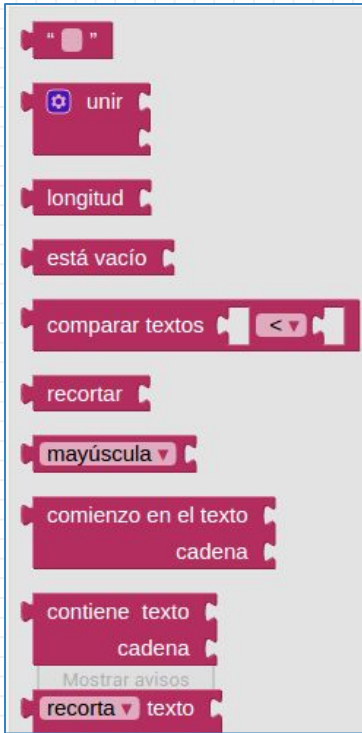 “ ”
unir
longitud
está vacío
comparar textos < ▾
recortar
mayúscula ▾
comienzo en el texto
cadena
contiene texto
cadena
Mostrar avisos
recorta ▾ texto